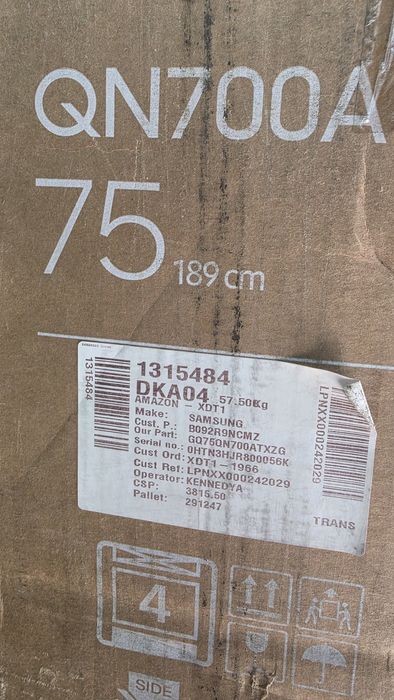 QN700A
75 189 cm
1315484
1315484
DKA04 57.50Kg
AMAZON - XDT1
Make: SAMSUNG
Cust. P.: B092R9NCMZ
Our Part: GQ75QN700ATXZG
Serial no.: 0HTN3HJR800056K
Cust Ord: XDT1-1966
Cust Ref: LPNXX000242029
Operator: KENNEDYA
CSP: 3815.50
Pallet: 291247
LPNXX000242029
TRANS
4
SIDE